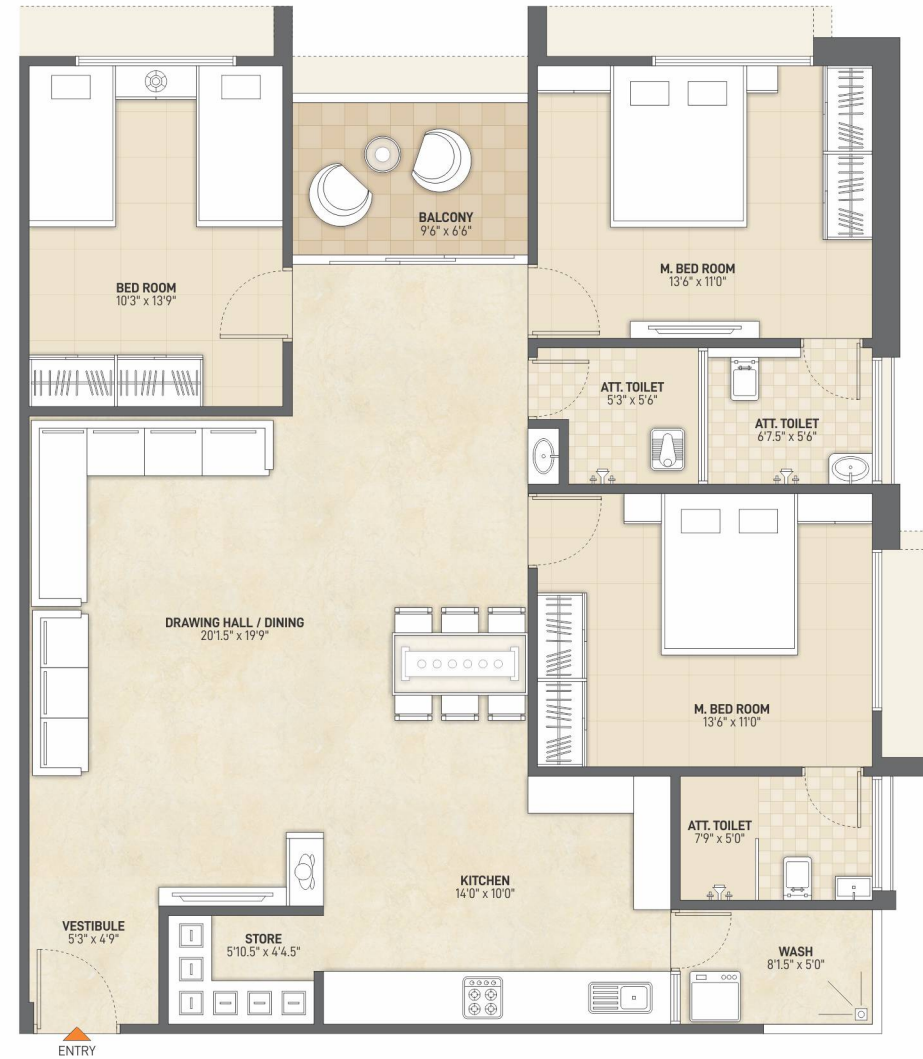 BALCONY
9'6" x 6'6"
M. BED ROOM
13'6" x 11'0"
BED ROOM
10'3" x 13'9"
ATT. TOILET
5'3" x 5'6"
ATT. TOILET
6'7.5" x 5'6"
DRAWING HALL / DINING
20'1.5" x 19'9"
M. BED ROOM
13'6" x 11'0"
ATT. TOILET
7'9" x 5'0"
KITCHEN
14'0" x 10'0"
VESTIBULE
5'3" x 4'9"
STORE
5'10.5" x 4'4.5"
WASH
8'1.5" x 5'0"
ENTRY